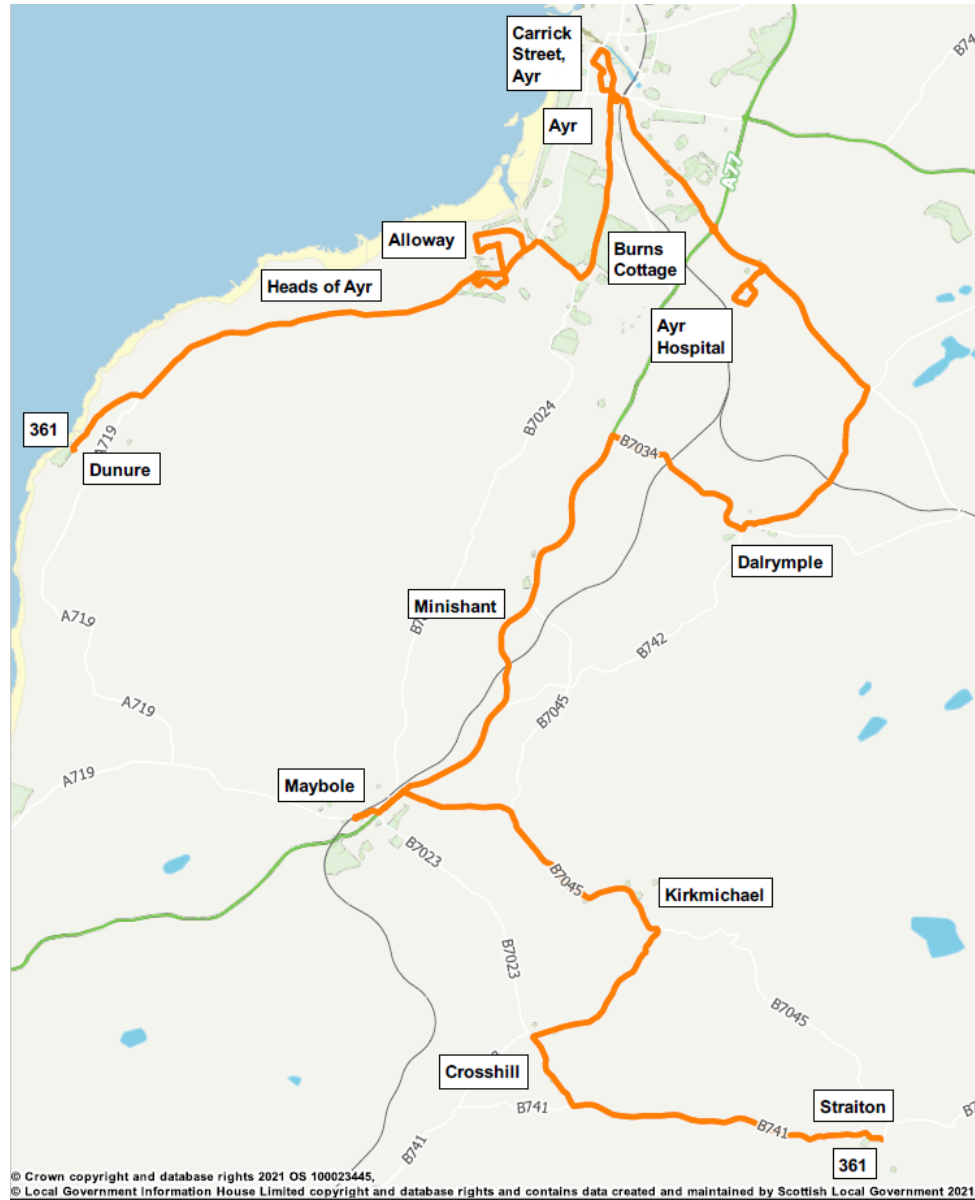 Carrick
Street,
Ayr
B74
Ayr
A77
Alloway
Burns
Cottage
Heads of Ayr
Ayr
Hospital
B7024
361
A719
B7034
Dunure
Dalrymple
Minishant
A719
B742
A719
B7045
A719
Maybole
B7023
B7045
Kirkmichael
B7023
B7045
Crosshill
B741
Straiton
B741
B741
361
© Crown copyright and database rights 2021 OS 100023445,
© Local Government Information House Limited copyright and database rights and contains data created and maintained by Scottish Local Government 2021